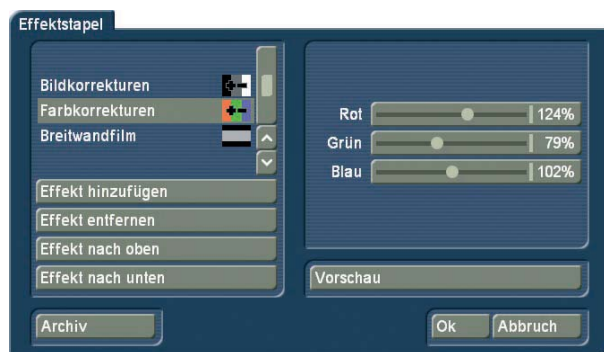 Effektstapel
Bildkorrekturen
Farbkorrekturen
Breitwandfilm
Effekt hinzufügen
Effekt entfernen
Effekt nach oben
Effekt nach unten
Rot 124%
Grün 79%
Blau 102%
Vorschau
Archiv
Ok
Abbruch